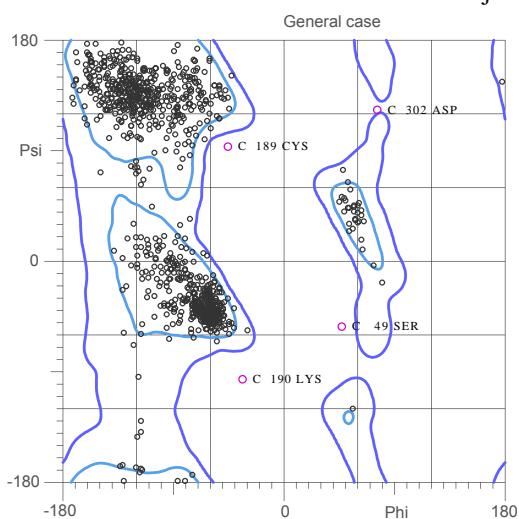 General case
180
C 302 ASP
Psi
C 189 CYS
0
C 49 SER
C 190 LYS
-180
-180 0 Phi 180